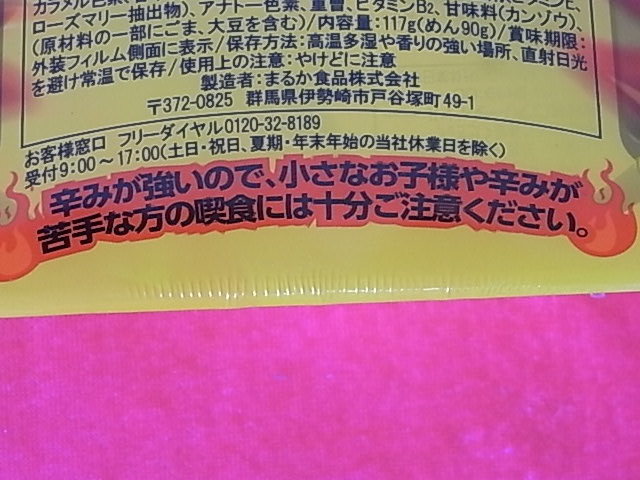 ローズマリー抽出物)、アナトー色素、重曹、ビタミンB2、甘味料(カンゾウ)、
(原材料の一部にごま、大豆を含む)/内容量:117g(めん90g)/賞味期限:
外装フィルム側面に表示/保存方法:高温多湿や香りの強い場所、直射日光
を避け常温で保存/使用上の注意:やけどに注意
製造者:まるか食品株式会社
〒372-0825 群馬県伊勢崎市戸谷塚町49-1
お客様窓口 フリーダイヤル0120-32-8189
受付9:00~17:00(土日・祝日、夏期・年末年始の当社休業日を除く)
辛みが強いので、小さなお子様や辛みが
苦手な方の喫食には十分ご注意ください。